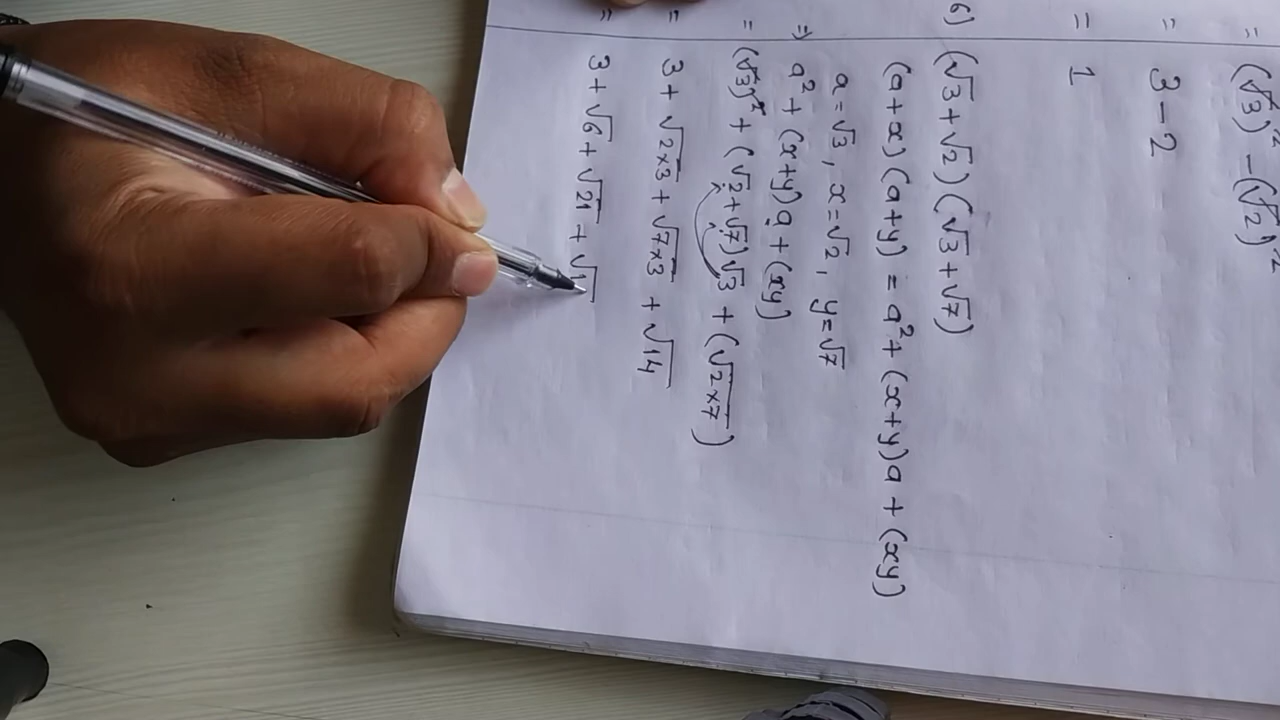 = (√3)² - (√2)²
= 3 - 2
= 1
6) (√3 + √2) (√3 + √7)
(a + x) (a + y) = a² + (x + y) a + (xy)
a = √3, x = √2, y = √7
⇒ a² + (x + y) a + (xy)
= (√3)² + (√2 + √7) √3 + (√2×7)
= 3 + √2×3 + √7×3 + √14
= 3 + √6 + √21 + √1